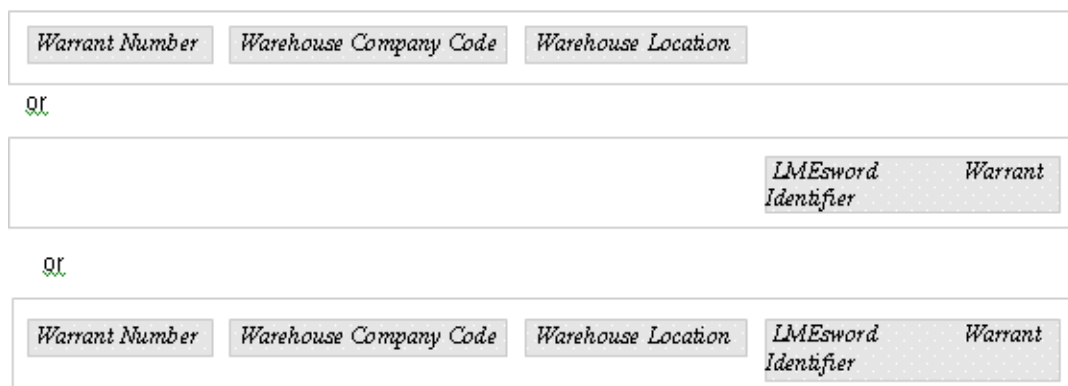 Warrant Number Warehouse Company Code Warehouse Location
or
LMEsword Warrant
Identifier
or
Warrant Number Warehouse Company Code Warehouse Location LMEsword Warrant
Identifier